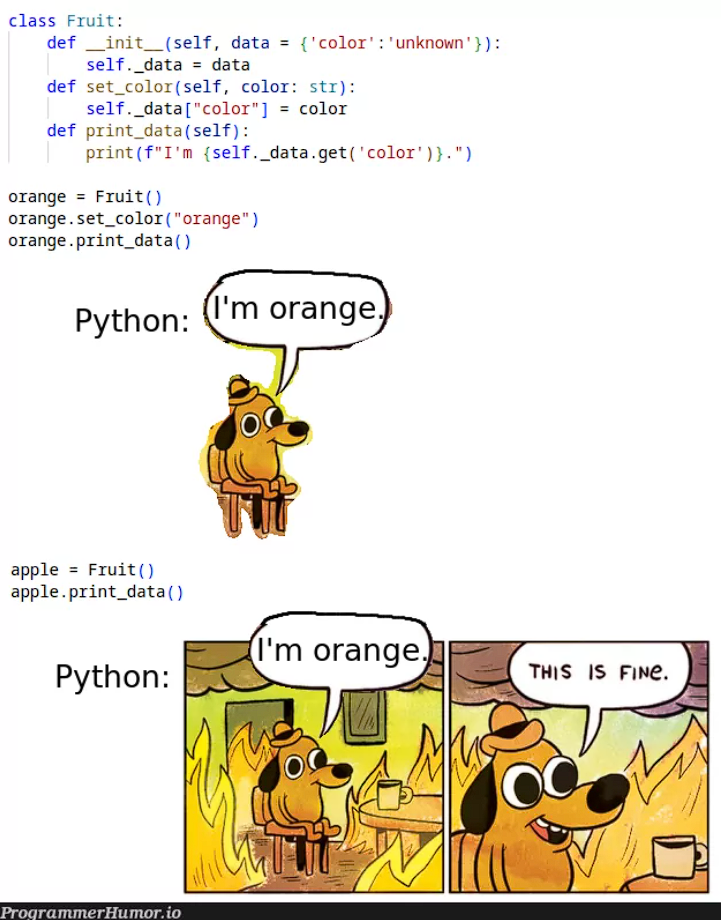 class Fruit:
    def __init__(self, data = {'color':'unknown'}):
        self._data = data
    def set_color(self, color: str):
        self._data["color"] = color
    def print_data(self):
        print(f"I'm {self._data.get('color')}.")
orange = Fruit()
orange.set_color("orange")
orange.print_data()
Python:
I'm orange.
apple = Fruit()
apple.print_data()
Python:
I'm orange.
THIS IS FINE.
ProgrammerHumor.io